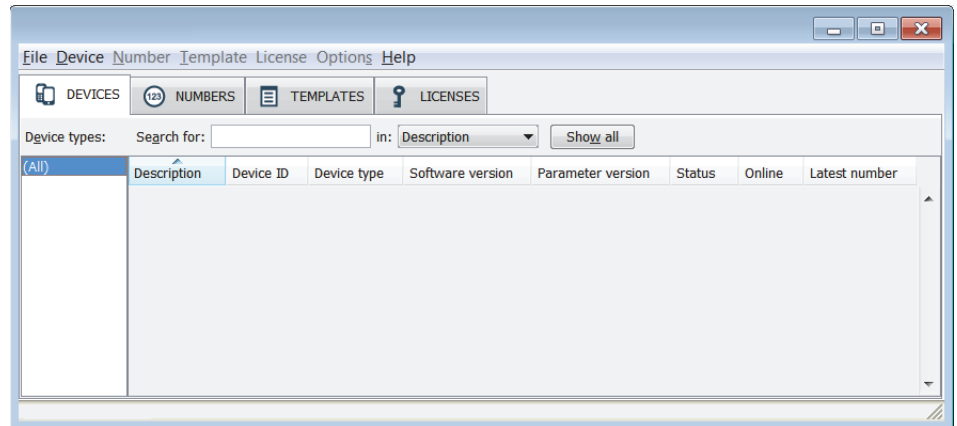 File Device Number Template License Options Help
DEVICES 123 NUMBERS TEMPLATES LICENSES
Device types: Search for: in: Description Show all
(All) Description Device ID Device type Software version Parameter version Status Online Latest number